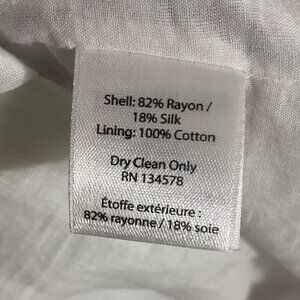 Shell: 82% Rayon /
18% Silk
Lining: 100% Cotton
Dry Clean Only
RN 134578
Étoffe extérieure :
82% rayonne / 18% soie